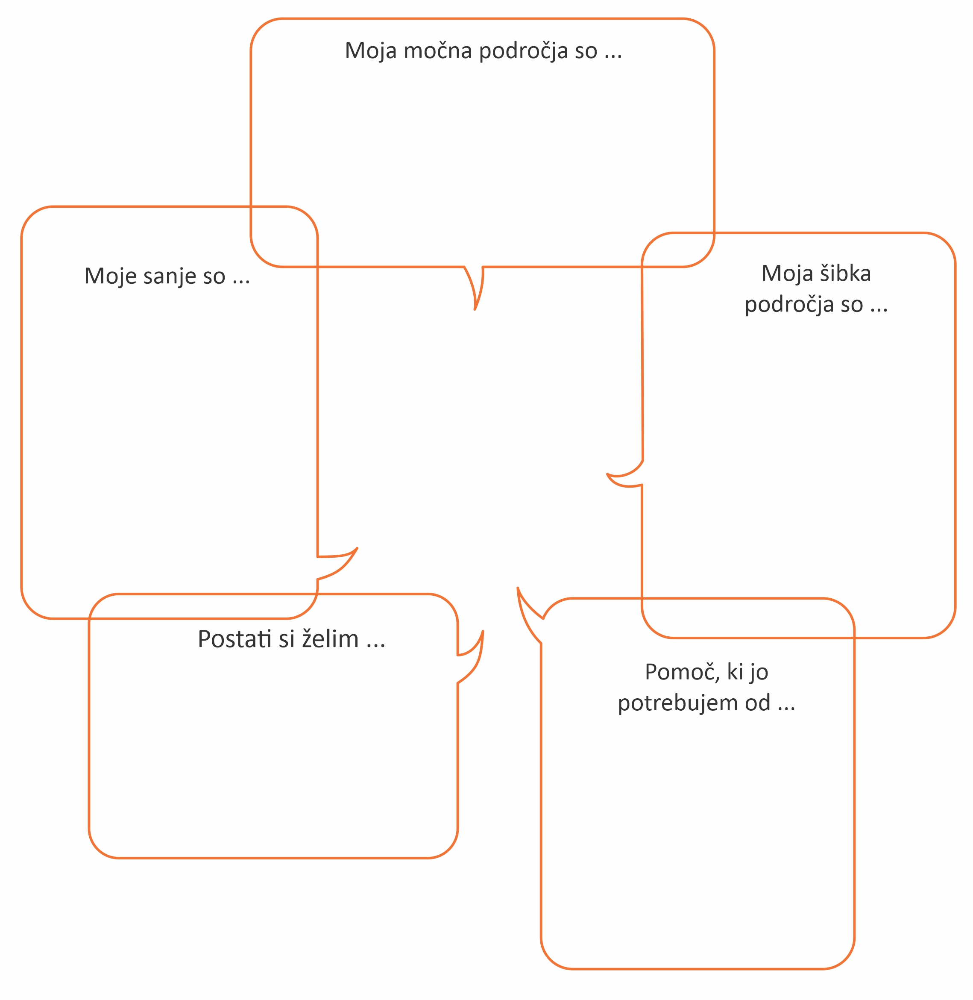 Moja močna področja so ...
Moje sanje so ...
Moja šibka
področja so ...
Postati si želim ...
Pomoč, ki jo
potrebujem od ...